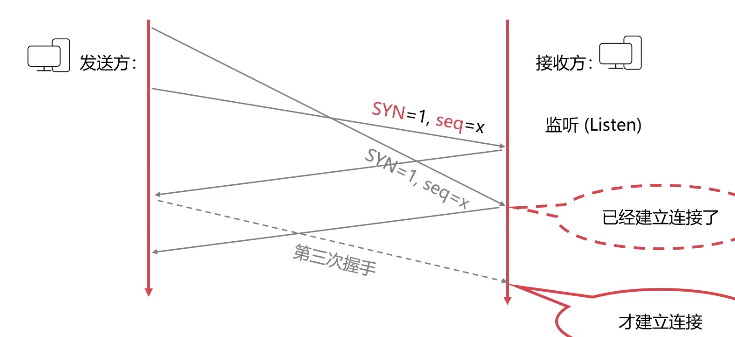 发送方:
接收方:
SYN=1, seq=x
监听 (Listen)
SYN=1, seq=x
已经建立连接了
第三次握手
才建立连接